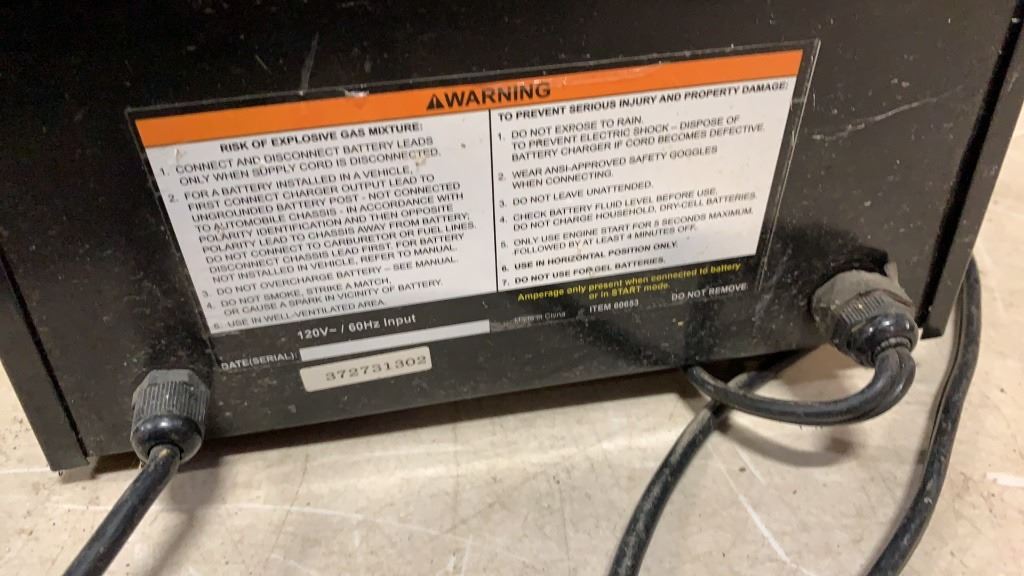 ⚠WARNING
RISK OF EXPLOSIVE GAS MIXTURE:
1. CONNECT AND DISCONNECT BATTERY LEADS
ONLY WHEN SUPPLY CORD IS DISCONNECTED.
2. FOR A BATTERY INSTALLED IN A VEHICLE,
FIRST CONNECT CHARGER OUTPUT LEAD TO
UNGROUNDED BATTERY POST - NOT CONNECTED
TO AUTOMOBILE CHASSIS - IN ACCORDANCE WITH
POLARITY IDENTIFICATION AND THEN OPPOSITE
POLARITY LEAD TO CHASSIS AWAY FROM BATTERY;
DO NOT CONNECT TO CARBURETOR OR FUEL LINES.
DISCONNECT CHASSIS LEAD FIRST. FOR BATTERY
NOT INSTALLED IN VEHICLE, REFER TO MANUAL.
3. DO NOT OVERCHARGE BATTERY – SEE MANUAL.
4. DO NOT SMOKE, STRIKE A MATCH,
OR CAUSE A SPARK IN VICINITY OF BATTERY.
5. USE IN WELL-VENTILATED AREA.
TO PREVENT SERIOUS INJURY AND PROPERTY DAMAGE:
1. DO NOT EXPOSE TO RAIN.
TO PREVENT ELECTRIC SHOCK – DISPOSE OF
BATTERY CHARGER IF CORD BECOMES DEFECTIVE.
2. WEAR ANSI-APPROVED SAFETY GOGGLES
WHEN CONNECTING.
3. DO NOT LEAVE UNATTENDED.
4. CHECK BATTERY FLUID LEVEL BEFORE USE.
DO NOT CHARGE HOUSEHOLD, DRY-CELL BATTERIES.
5. ONLY USE ENGINE START FOR 5 SECONDS MAXIMUM,
FOLLOWED BY AT LEAST 4 MINUTES OFF.
6. USE IN HORIZONTAL POSITION ONLY.
7. DO NOT USE FOR GEL BATTERIES.
120V~ / 60Hz Input
Amperage only present when connected to battery
or in START mode.
Made in China
ITEM 60653
DO NOT REMOVE
DATE(SERIAL):
372731302